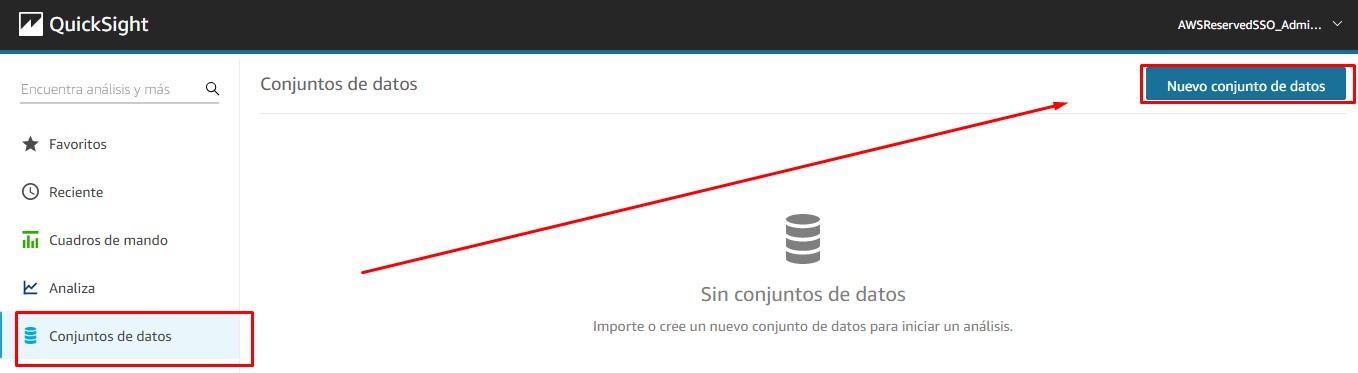 QuickSight
AWSReservedSSO_Admi...
Encuentra análisis y más
Favoritos
Reciente
Cuadros de mando
Analiza
Conjuntos de datos
Conjuntos de datos
Nuevo conjunto de datos
Sin conjuntos de datos
Importe o cree un nuevo conjunto de datos para iniciar un análisis.